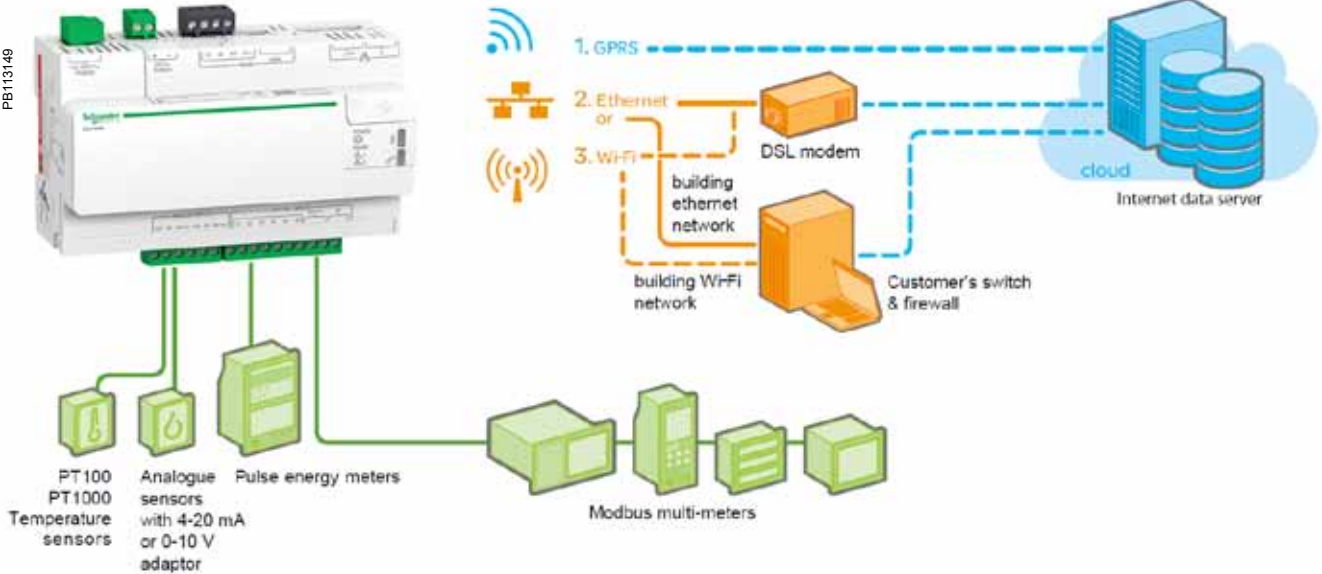 PB113149
Schneider
1. GPRS
2. Ethernet
or
3. Wi-Fi
DSL modem
building
ethernet
network
building Wi-Fi
network
Customer's switch
& firewall
cloud
Internet data server
PT100
PT1000
Temperature
sensors
Analogue
sensors
with 4-20 mA
or 0-10 V
adaptor
Pulse energy meters
Modbus multi-meters